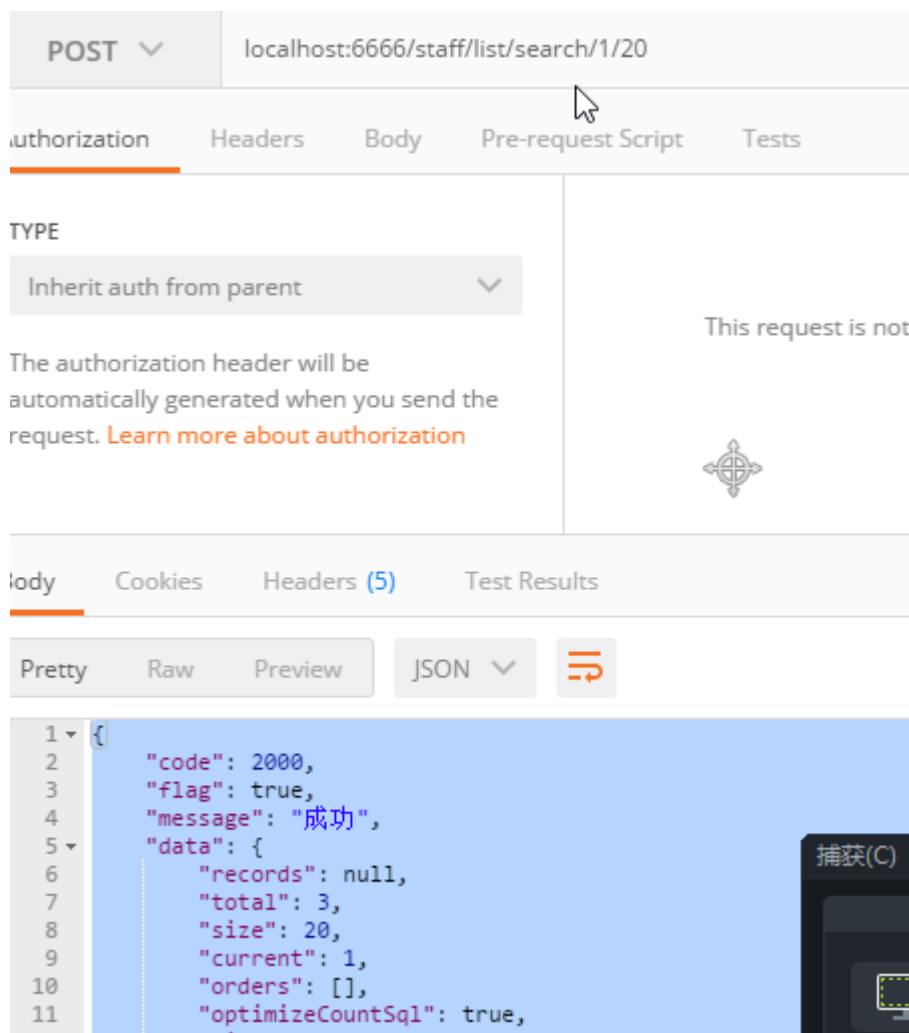 POST localhost:6666/staff/list/search/1/20
Authorization Headers Body Pre-request Script Tests
TYPE
Inherit auth from parent
This request is not
The authorization header will be
automatically generated when you send the
request. Learn more about authorization
Body Cookies Headers (5) Test Results
Pretty Raw Preview JSON
1 {
2 "code": 2000,
3 "flag": true,
4 "message": "成功",
5 "data": {
捕获(C)
6 "records": null,
7 "total": 3,
8 "size": 20,
9 "current": 1,
10 "orders": [],
11 "optimizeCountSql": true,